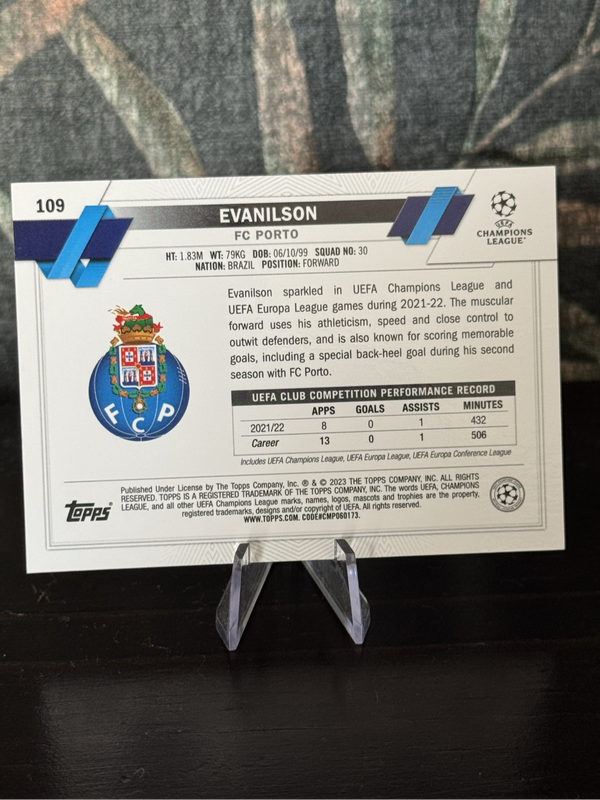 109
EVANILSON
FC PORTO
HT: 1.83M WT: 79KG DOB: 06/10/99 SQUAD NO: 30
NATION: BRAZIL POSITION: FORWARD
UEFA
CHAMPIONS
LEAGUE®
Evanilson sparkled in UEFA Champions League and
UEFA Europa League games during 2021-22. The muscular
forward uses his athleticism, speed and close control to
outwit defenders, and is also known for scoring memorable
goals, including a special back-heel goal during his second
season with FC Porto.
FCP
UEFA CLUB COMPETITION PERFORMANCE RECORD
APPS GOALS ASSISTS MINUTES
2021/22 8 0 1 432
Career 13 0 1 506
Includes UEFA Champions League, UEFA Europa League, UEFA Europa Conference League
Topps®
Published Under License by The Topps Company, Inc. ® & © 2023 THE TOPPS COMPANY, INC. ALL RIGHTS
RESERVED. TOPPS IS A REGISTERED TRADEMARK OF THE TOPPS COMPANY, INC. The words UEFA, CHAMPIONS
LEAGUE, and all other UEFA Champions League marks, names, logos, mascots and trophies are the property,
registered trademarks, designs and/or copyright of UEFA. All rights reserved.
WWW.TOPPS.COM. CODE#CMP060173.